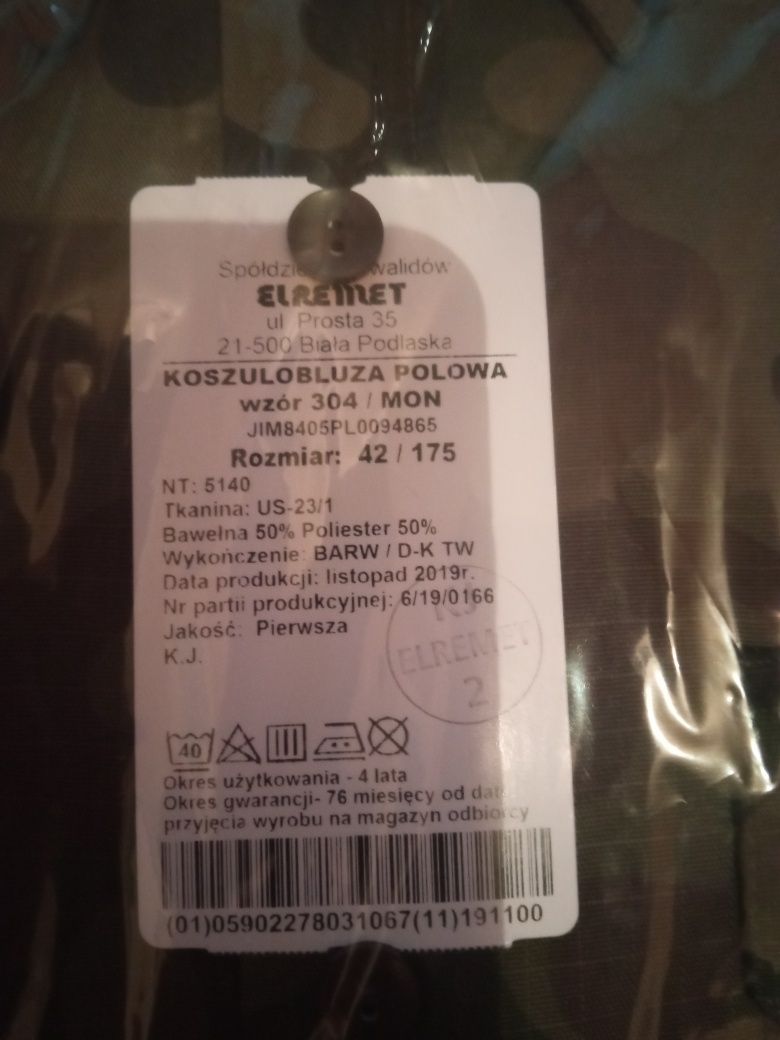 Spółdzie walidów
ELREMET
ul. Prosta 35
21-500 Biała Podlaska
KOSZULOBLUZA POLOWA
wzór 304 / MON
JIM8405PL0094865
Rozmiar: 42 / 175
NT: 5140
Tkanina: US-23/1
Bawełna 50% Poliester 50%
Wykończenie: BARW / D-K TW
Data produkcji: listopad 2019r.
Nr partii produkcyjnej: 6/19/0166
Jakość: Pierwsza
K.J.
KJ
ELREMET
2
40
Okres użytkowania - 4 lata
Okres gwarancji- 76 miesięcy od daty
przyjęcia wyrobu na magazyn odbiorcy
(01)05902278031067(11)191100